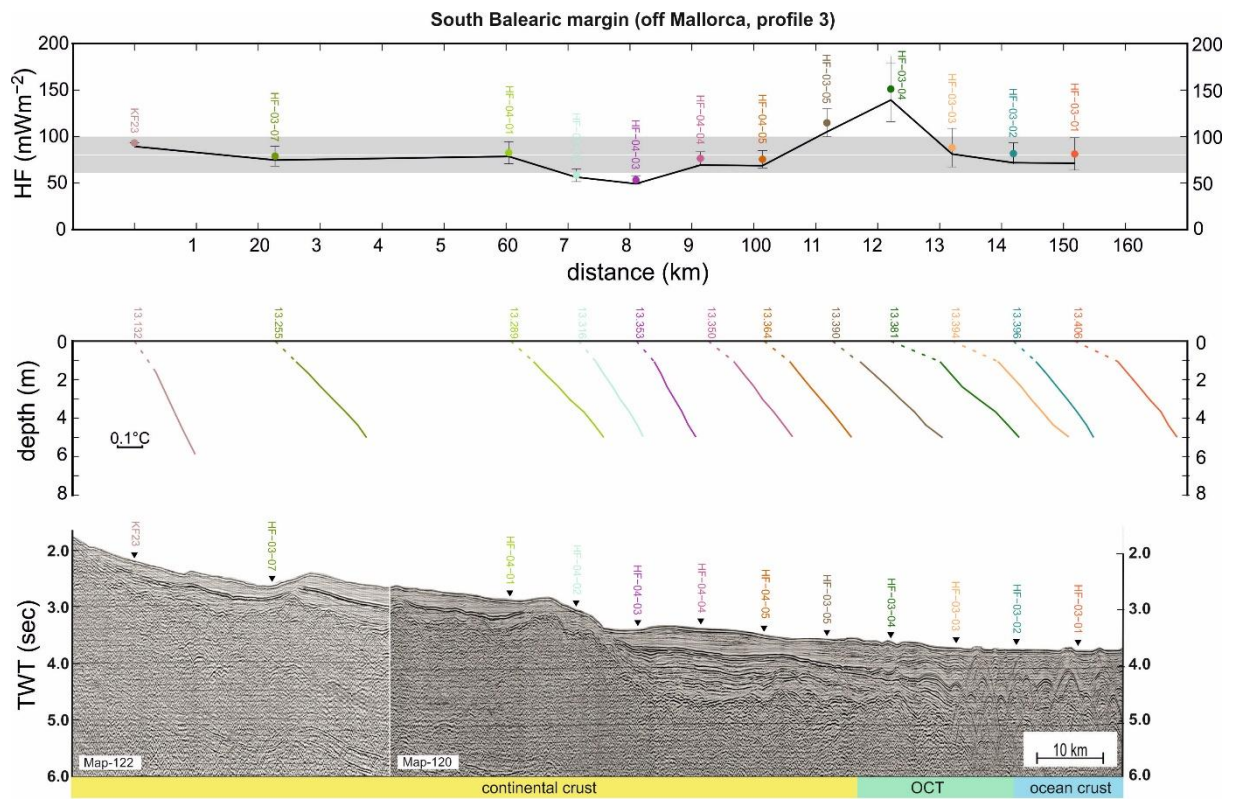 South Balearic margin (off Mallorca, profile 3)
200
150
100
50
0
HF (mWm−2)
200
150
100
50
0
KF23
HF−03−07
HF−04−01
HF−04−03
HF−04−04
HF−04−05
HF−03−05
HF−03−04
HF−03−03
HF−03−02
HF−03−01
1 20 3 4 5 60 7 8 9 100 11 12 13 14 150 160
distance (km)
13.132 13.255 13.289 13.316 13.353 13.350 13.364 13.390 13.381 13.394 13.396 13.406
0
2
4
6
8
depth (m)
0.1°C
0
2
4
6
8
KF23 HF-03-07 HF-04-01 HF-04-02 HF-04-03 HF-04-04 HF-04-05 HF-03-05 HF-03-04 HF-03-03 HF-03-02 HF-03-01
2.0
3.0
4.0
5.0
6.0
TWT (sec)
2.0
3.0
4.0
5.0
6.0
Map-122
Map-120
10 km
continental crust
OCT
ocean crust